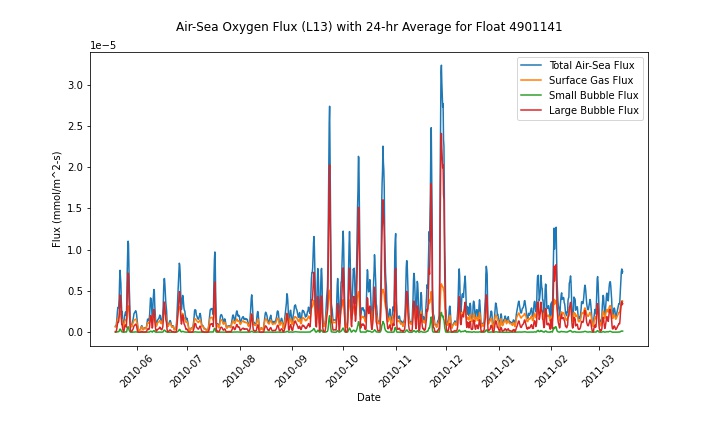 Air-Sea Oxygen Flux (L13) with 24-hr Average for Float 4901141
1e−5
Total Air-Sea Flux
Surface Gas Flux
Small Bubble Flux
Large Bubble Flux
3.0
2.5
2.0
1.5
1.0
0.5
0.0
Flux (mmol/m^2-s)
2010-06
2010-07
2010-08
2010-09
2010-10
2010-11
2010-12
2011-01
2011-02
2011-03
Date